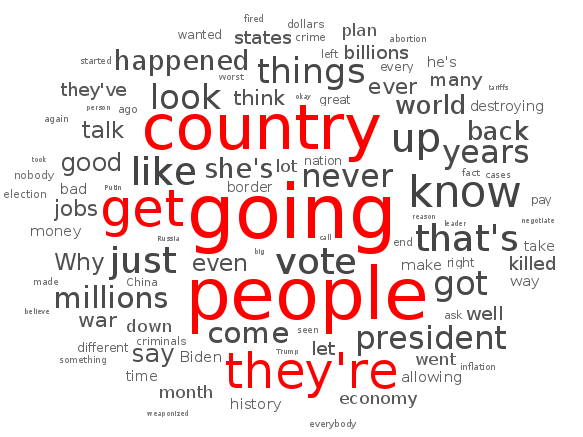 fired
dollars
wanted states crime plan abortion
started happened left billions
things every he's
they've worst ever many tariffs
look think okay great world destroying
person ago
again talk country up back
years
took good she's lot nation fact cases
nobody like never
bad Putin border know pay
election
jobs get going reason leader negotiate
money Russia call that's
big end take
Why just even vote make right killed
made China got way
millions
believe war down come seen ask well
criminals president
different say Biden people let
something Trump went inflation
time they're allowing
month economy
history
weaponized
everybody